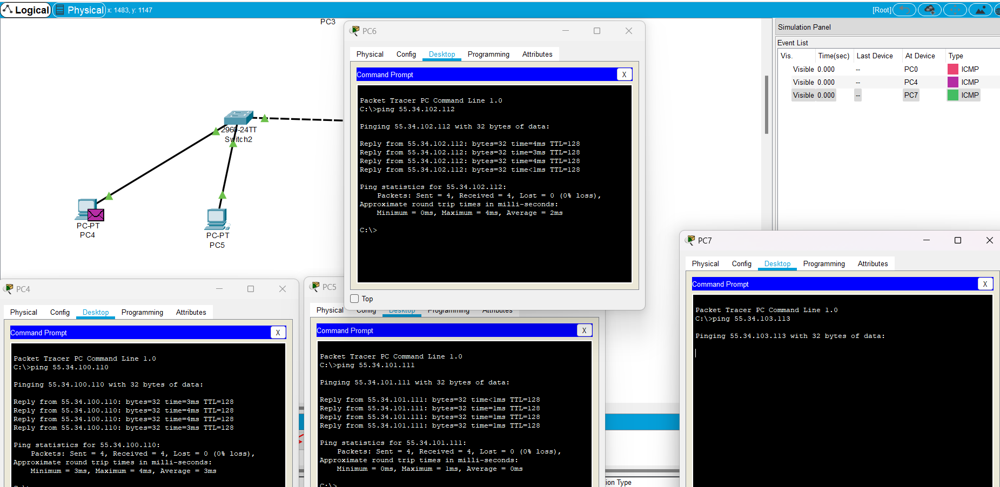 Logical
Physical
x: 1483, y: 1147
[Root]
PC3
2960-24TT
Switch2
PC-PT
PC4
PC-PT
PC5
Simulation Panel
Event List
Vis. Time(sec) Last Device At Device Type
Visible 0.000 -- PC0 ICMP
Visible 0.000 -- PC4 ICMP
Visible 0.000 -- PC7 ICMP
PC6
Physical Config Desktop Programming Attributes
Command Prompt X
Packet Tracer PC Command Line 1.0
C:\>ping 55.34.102.112
Pinging 55.34.102.112 with 32 bytes of data:
Reply from 55.34.102.112: bytes=32 time=4ms TTL=128
Reply from 55.34.102.112: bytes=32 time=3ms TTL=128
Reply from 55.34.102.112: bytes=32 time=4ms TTL=128
Reply from 55.34.102.112: bytes=32 time<1ms TTL=128
Ping statistics for 55.34.102.112:
Packets: Sent = 4, Received = 4, Lost = 0 (0% loss),
Approximate round trip times in milli-seconds:
Minimum = 0ms, Maximum = 4ms, Average = 2ms
C:\>
Top
PC4
Physical Config Desktop Programming Attributes
Command Prompt X
Packet Tracer PC Command Line 1.0
C:\>ping 55.34.100.110
Pinging 55.34.100.110 with 32 bytes of data:
Reply from 55.34.100.110: bytes=32 time=3ms TTL=128
Reply from 55.34.100.110: bytes=32 time=4ms TTL=128
Reply from 55.34.100.110: bytes=32 time=4ms TTL=128
Reply from 55.34.100.110: bytes=32 time=3ms TTL=128
Ping statistics for 55.34.100.110:
Packets: Sent = 4, Received = 4, Lost = 0 (0% loss),
Approximate round trip times in milli-seconds:
Minimum = 3ms, Maximum = 4ms, Average = 3ms
C:\>
PC5
Physical Config Desktop Programming Attributes
Command Prompt X
Packet Tracer PC Command Line 1.0
C:\>ping 55.34.101.111
Pinging 55.34.101.111 with 32 bytes of data:
Reply from 55.34.101.111: bytes=32 time<1ms TTL=128
Reply from 55.34.101.111: bytes=32 time=1ms TTL=128
Reply from 55.34.101.111: bytes=32 time=1ms TTL=128
Reply from 55.34.101.111: bytes=32 time=1ms TTL=128
Ping statistics for 55.34.101.111:
Packets: Sent = 4, Received = 4, Lost = 0 (0% loss),
Approximate round trip times in milli-seconds:
Minimum = 0ms, Maximum = 1ms, Average = 0ms
C:\>
PC7
Physical Config Desktop Programming Attributes
Command Prompt X
Packet Tracer PC Command Line 1.0
C:\>ping 55.34.103.113
Pinging 55.34.103.113 with 32 bytes of data:
ion Type